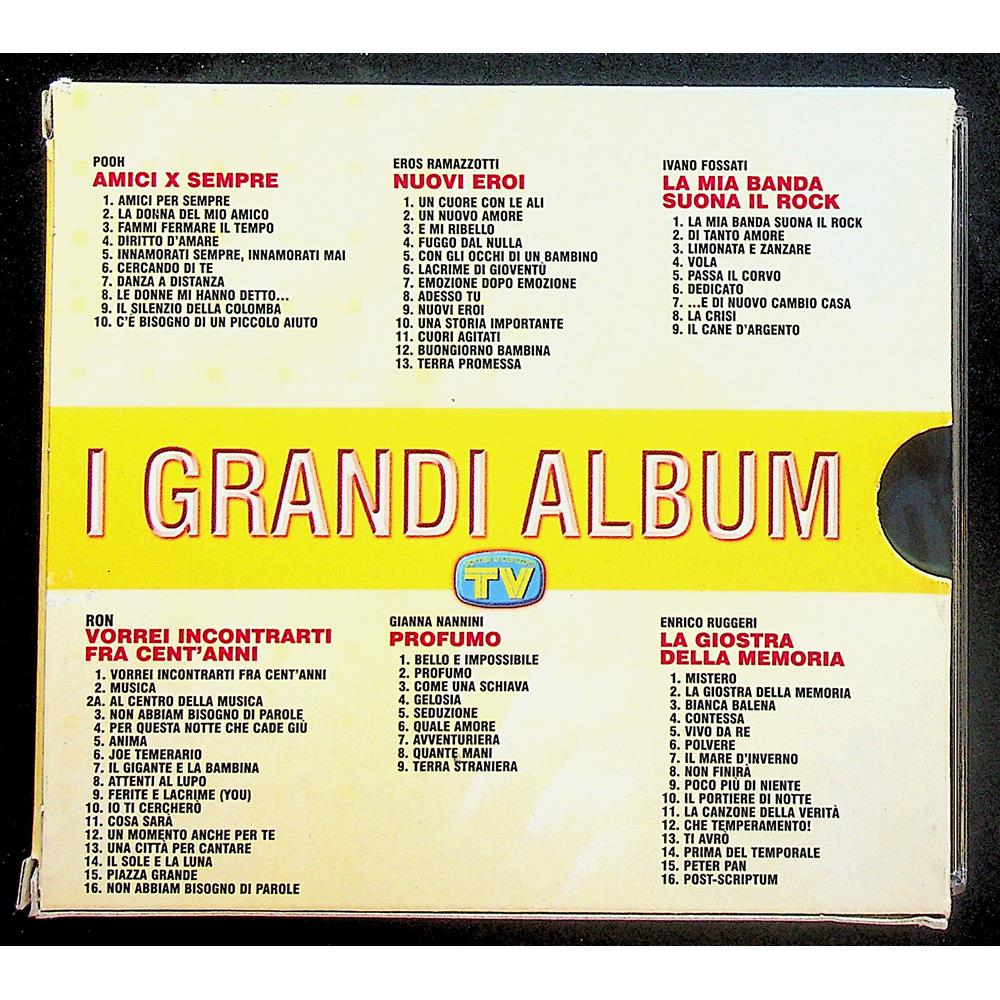 POOH
AMICI X SEMPRE
1. AMICI PER SEMPRE
2. LA DONNA DEL MIO AMICO
3. FAMMI FERMARE IL TEMPO
4. DIRITTO D'AMARE
5. INNAMORATI SEMPRE, INNAMORATI MAI
6. CERCANDO DI TE
7. DANZA A DISTANZA
8. LE DONNE MI HANNO DETTO...
9. IL SILENZIO DELLA COLOMBA
10. C'È BISOGNO DI UN PICCOLO AIUTO
EROS RAMAZZOTTI
NUOVI EROI
1. UN CUORE CON LE ALI
2. UN NUOVO AMORE
3. E MI RIBELLO
4. FUGGO DAL NULLA
5. CON GLI OCCHI DI UN BAMBINO
6. LACRIME DI GIOVENTÙ
7. EMOZIONE DOPO EMOZIONE
8. ADESSO TU
9. NUOVI EROI
10. UNA STORIA IMPORTANTE
11. CUORI AGITATI
12. BUONGIORNO BAMBINA
13. TERRA PROMESSA
IVANO FOSSATI
LA MIA BANDA
SUONA IL ROCK
1. LA MIA BANDA SUONA IL ROCK
2. DI TANTO AMORE
3. LIMONATA E ZANZARE
4. VOLA
5. PASSA IL CORVO
6. DEDICATO
7. ...E DI NUOVO CAMBIO CASA
8. LA CRISI
9. IL CANE D'ARGENTO
I GRANDI ALBUM
TV
RON
VORREI INCONTRARTI
FRA CENT'ANNI
1. VORREI INCONTRARTI FRA CENT'ANNI
2. MUSICA
2A. AL CENTRO DELLA MUSICA
3. NON ABBIAM BISOGNO DI PAROLE
4. PER QUESTA NOTTE CHE CADE GIÙ
5. ANIMA
6. JOE TEMERARIO
7. IL GIGANTE E LA BAMBINA
8. ATTENTI AL LUPO
9. FERITE E LACRIME (YOU)
10. IO TI CERCHERÒ
11. COSA SARÀ
12. UN MOMENTO ANCHE PER TE
13. UNA CITTÀ PER CANTARE
14. IL SOLE E LA LUNA
15. PIAZZA GRANDE
16. NON ABBIAM BISOGNO DI PAROLE
GIANNA NANNINI
PROFUMO
1. BELLO E IMPOSSIBILE
2. PROFUMO
3. COME UNA SCHIAVA
4. GELOSIA
5. SEDUZIONE
6. QUALE AMORE
7. AVVENTURIERA
8. QUANTE MANI
9. TERRA STRANIERA
ENRICO RUGGERI
LA GIOSTRA
DELLA MEMORIA
1. MISTERO
2. LA GIOSTRA DELLA MEMORIA
3. BIANCA BALENA
4. CONTESSA
5. VIVO DA RE
6. POLVERE
7. IL MARE D'INVERNO
8. NON FINIRÀ
9. POCO PIÙ DI NIENTE
10. IL PORTIERE DI NOTTE
11. LA CANZONE DELLA VERITÀ
12. CHE TEMPERAMENTO!
13. TI AVRÒ
14. PRIMA DEL TEMPORALE
15. PETER PAN
16. POST-SCRIPTUM